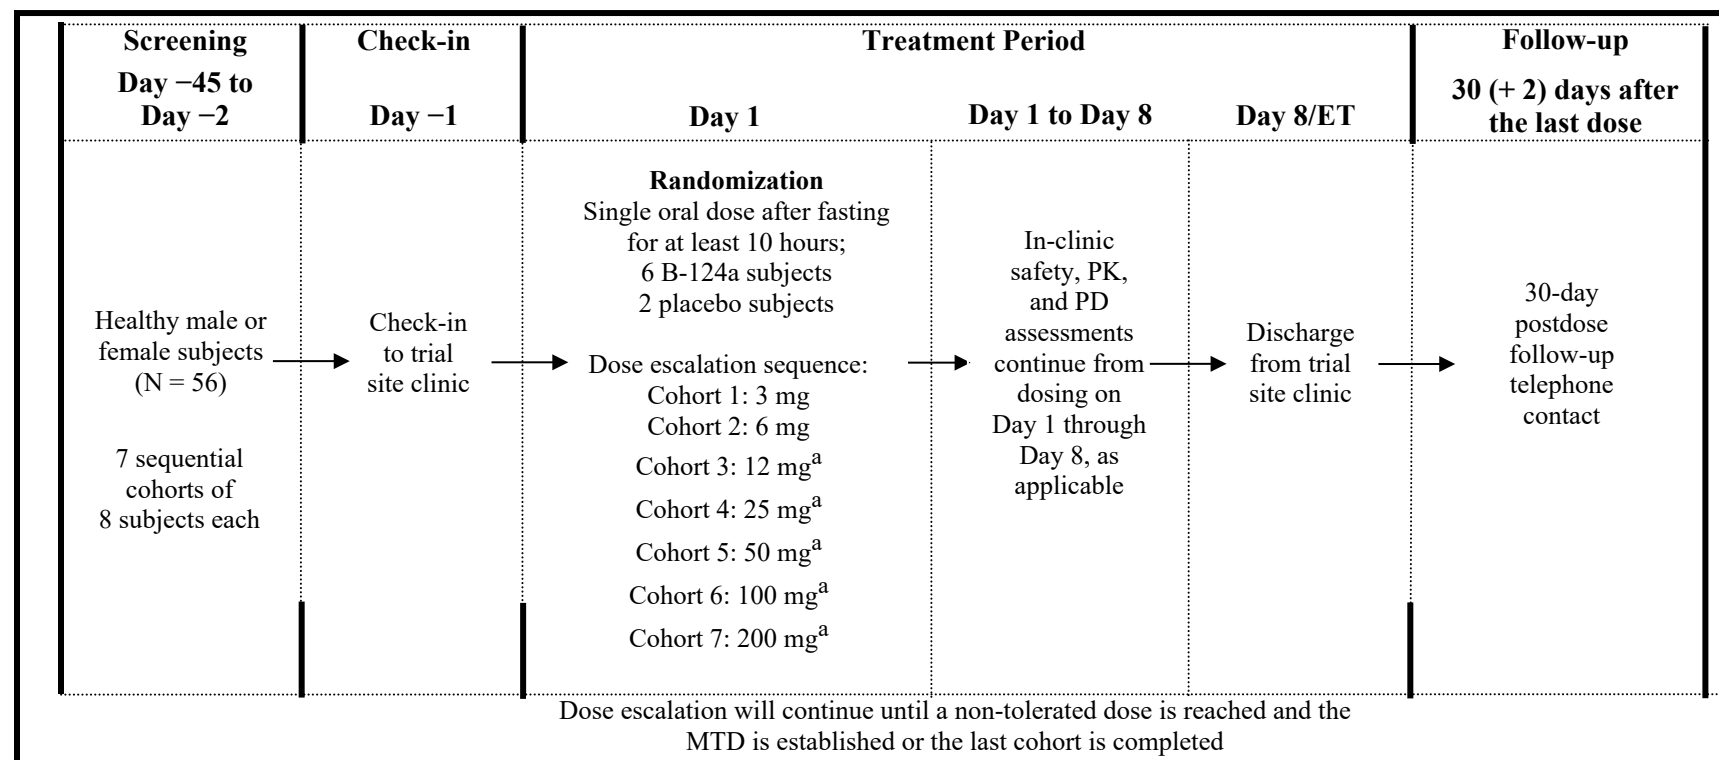 Screening
Day −45 to
Day −2
Check-in
Day −1
Treatment Period
Day 1
Day 1 to Day 8
Day 8/ET
Follow-up
30 (+ 2) days after
the last dose
Healthy male or
female subjects
(N = 56)
7 sequential
cohorts of
8 subjects each
Check-in
to trial
site clinic
Randomization
Single oral dose after fasting
for at least 10 hours;
6 B-124a subjects
2 placebo subjects
Dose escalation sequence:
Cohort 1: 3 mg
Cohort 2: 6 mg
Cohort 3: 12 mgᵃ
Cohort 4: 25 mgᵃ
Cohort 5: 50 mgᵃ
Cohort 6: 100 mgᵃ
Cohort 7: 200 mgᵃ
In-clinic
safety, PK,
and PD
assessments
continue from
dosing on
Day 1 through
Day 8, as
applicable
Discharge
from trial
site clinic
30-day
postdose
follow-up
telephone
contact
Dose escalation will continue until a non-tolerated dose is reached and the
MTD is established or the last cohort is completed